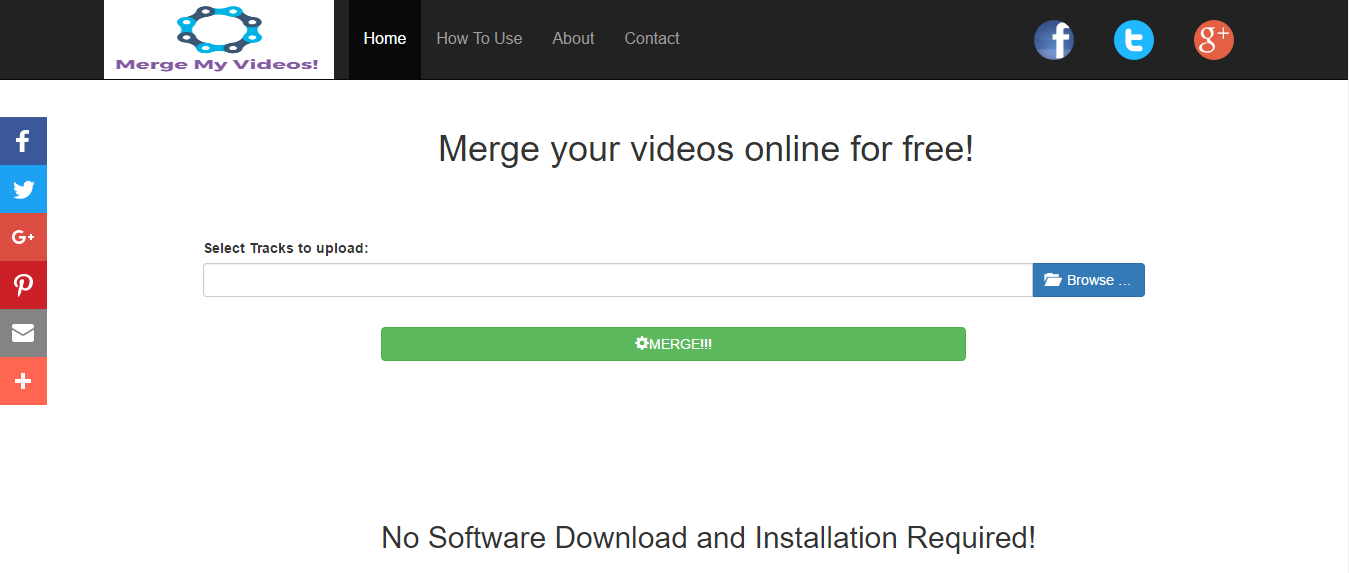 Merge My Videos!
Home How To Use About Contact
Merge your videos online for free!
Select Tracks to upload:
Browse ...
MERGE!!!
No Software Download and Installation Required!